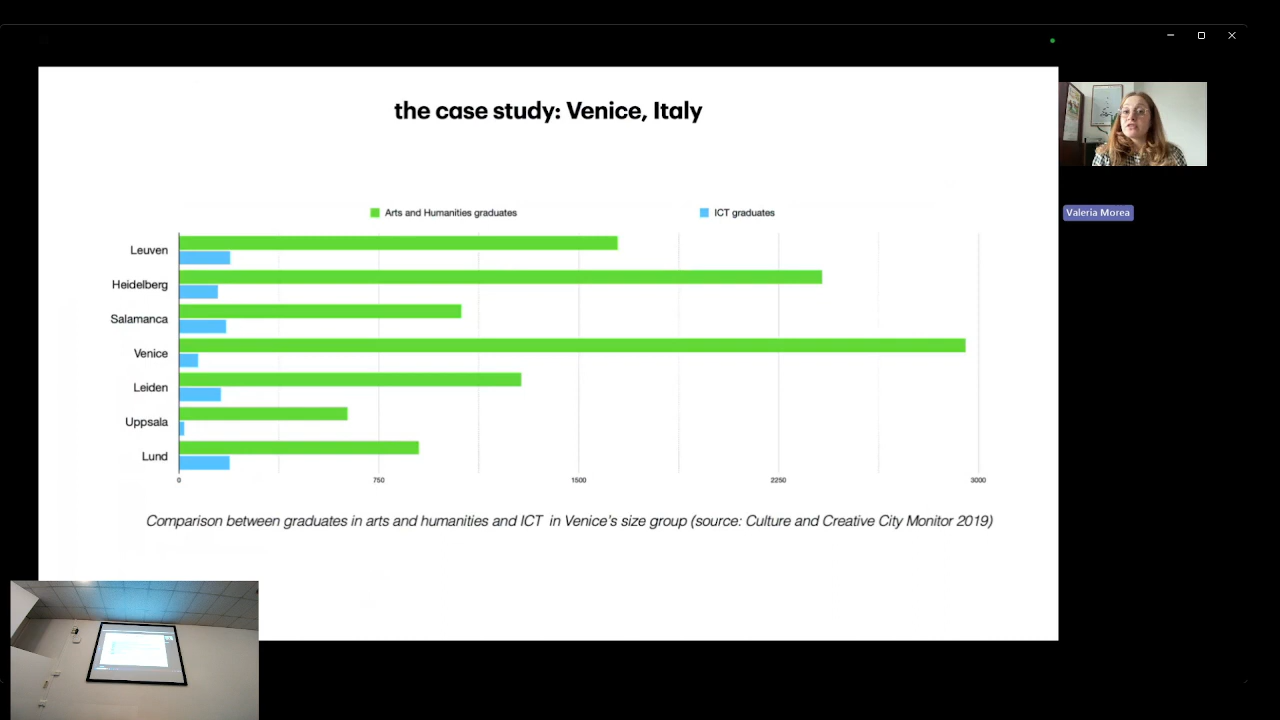 the case study: Venice, Italy
Arts and Humanities graduates
ICT graduates
Leuven
Heidelberg
Salamanca
Venice
Leiden
Uppsala
Lund
0
750
1500
2250
3000
Comparison between graduates in arts and humanities and ICT in Venice's size group (source: Culture and Creative City Monitor 2019)
Valeria Morea